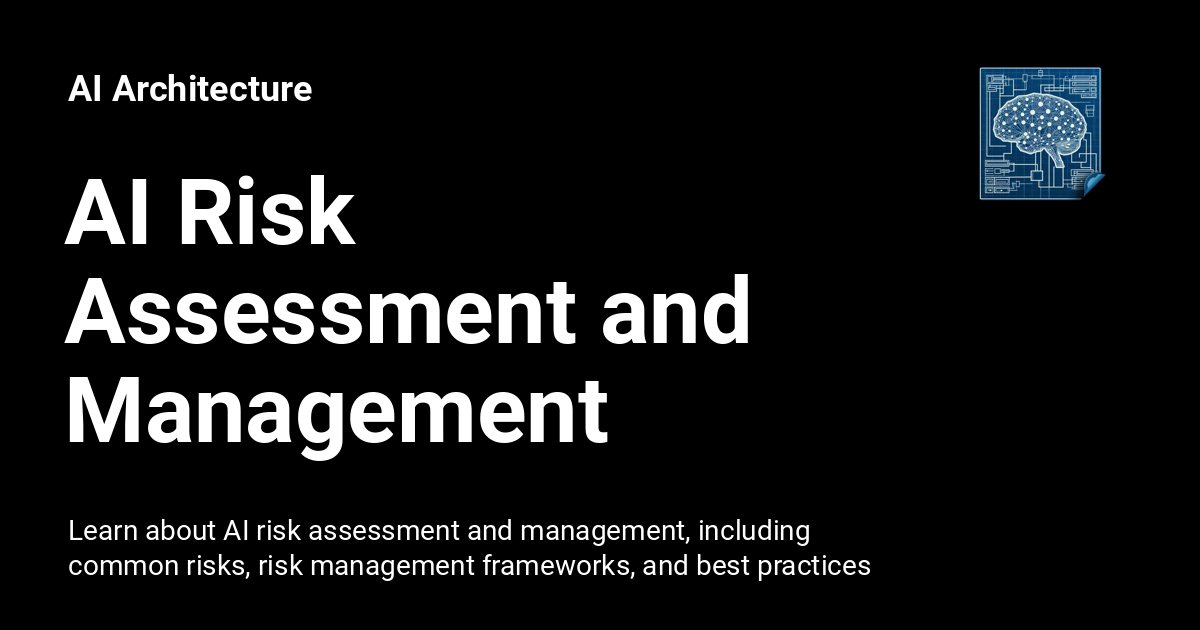 AI Architecture
AI Risk
Assessment and
Management
Learn about AI risk assessment and management, including
common risks, risk management frameworks, and best practices